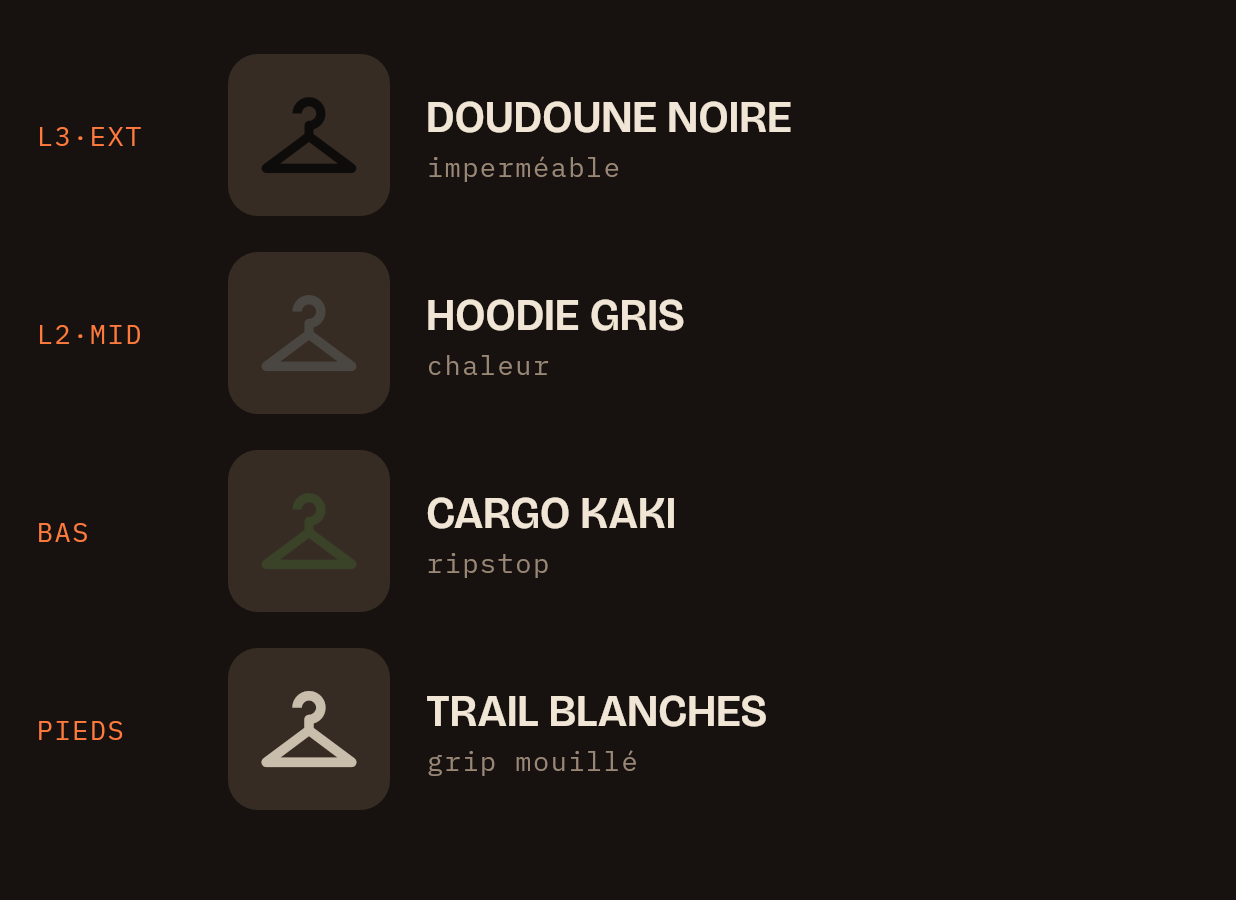 L3·EXT
DOUDOUNE NOIRE
imperméable
L2·MID
HOODIE GRIS
chaleur
BAS
CARGO KAKI
ripstop
PIEDS
TRAIL BLANCHES
grip mouillé